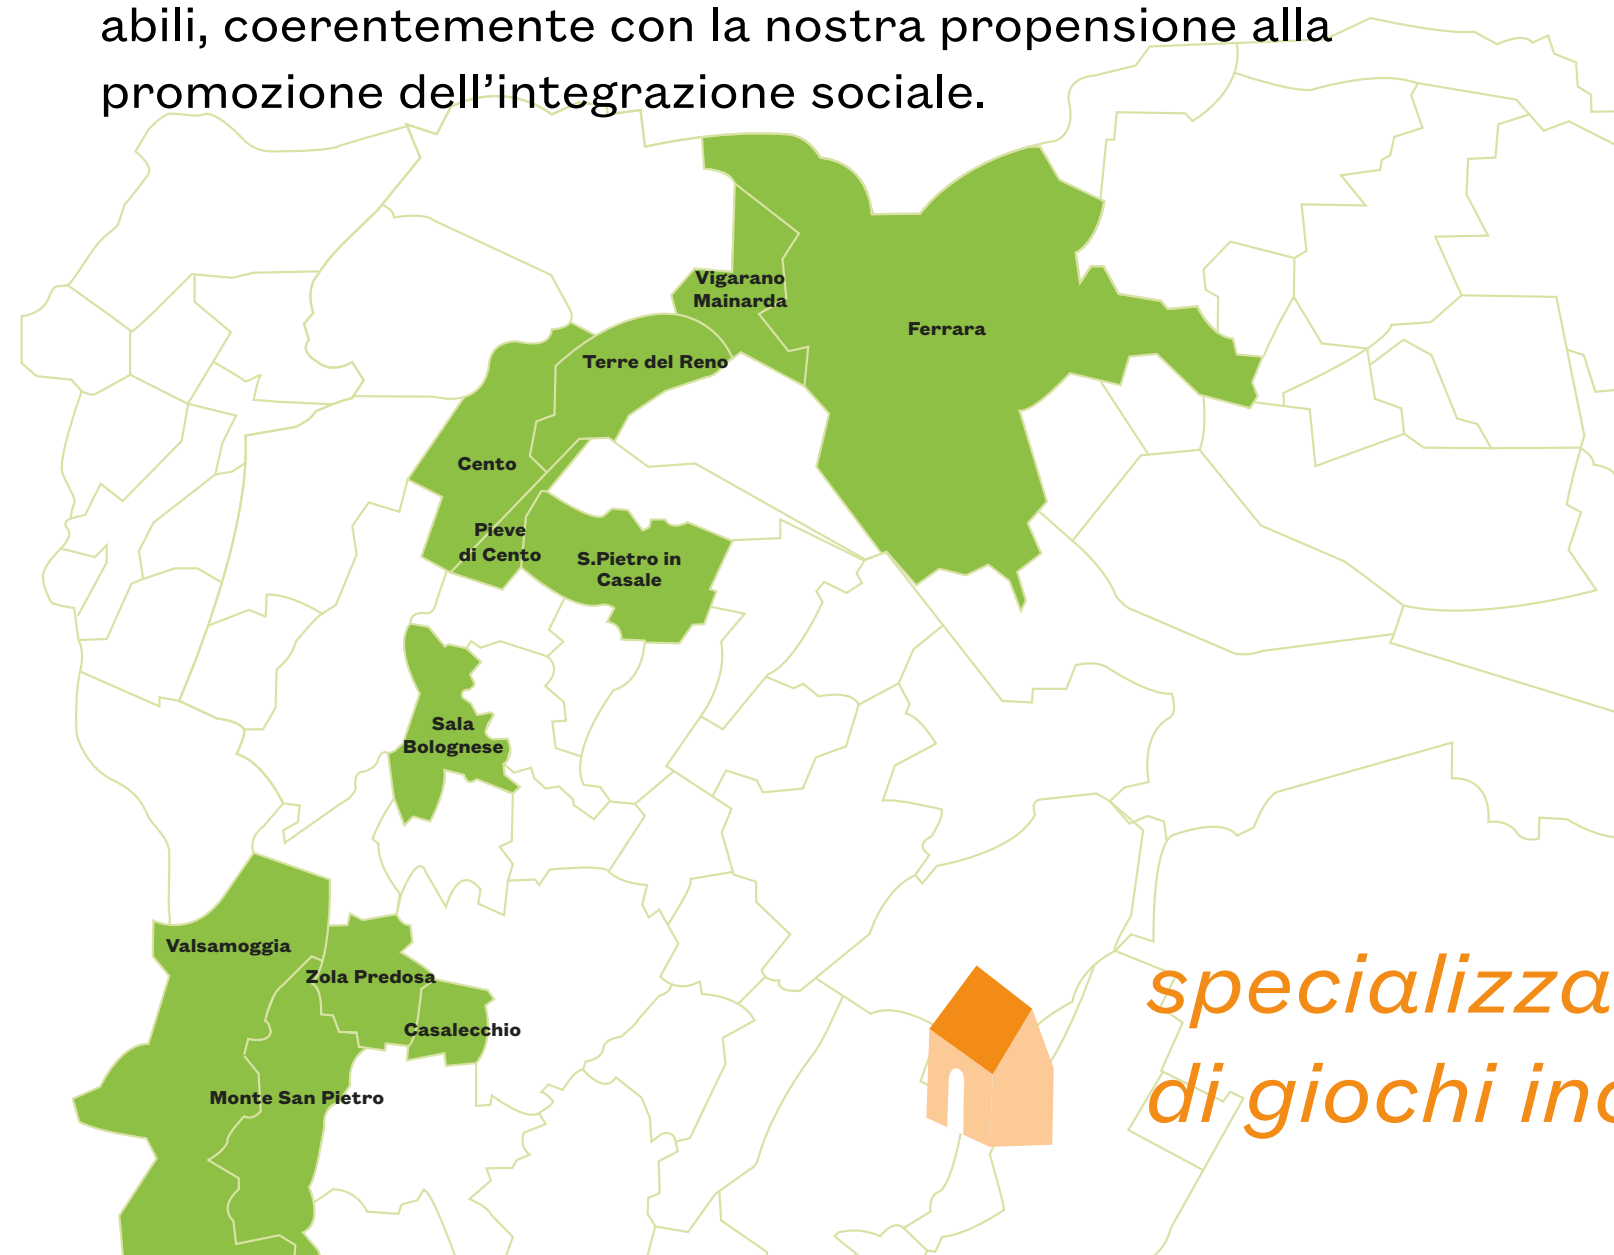 abili, coerentemente con la nostra propensione alla
promozione dell’integrazione sociale.
Vigarano
Mainarda
Ferrara
Terre del Reno
Cento
Pieve
di Cento
S.Pietro in
Casale
Sala
Bolognese
Valsamoggia
Zola Predosa
Casalecchio
Monte San Pietro
specializza
di giochi inc